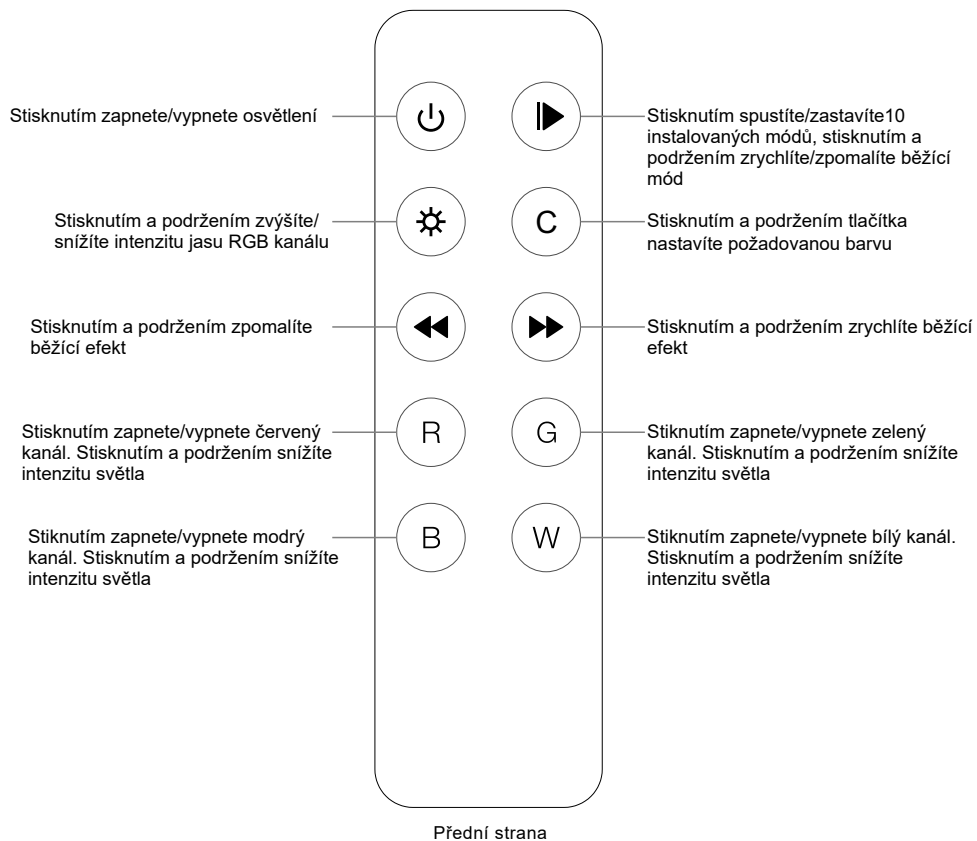 Stisknutím zapnete/vypnete osvětlení
Stisknutím spustíte/zastavíte10
instalovaných módů, stisknutím a
podržením zrychlíte/zpomalíte běžící
mód
Stisknutím a podržením zvýšíte/
snížíte intenzitu jasu RGB kanálu
C
Stisknutím a podržením tlačítka
nastavíte požadovanou barvu
Stisknutím a podržením zpomalíte
běžící efekt
Stisknutím a podržením zrychlíte běžící
efekt
Stisknutím zapnete/vypnete červený
kanál. Stisknutím a podržením snížíte
intenzitu světla
R
G
Stiknutím zapnete/vypnete zelený
kanál. Stisknutím a podržením snížíte
intenzitu světla
Stiknutím zapnete/vypnete modrý
kanál. Stisknutím a podržením snížíte
intenzitu světla
B
W
Stiknutím zapnete/vypnete bílý kanál.
Stisknutím a podržením snížíte
intenzitu světla
Přední strana